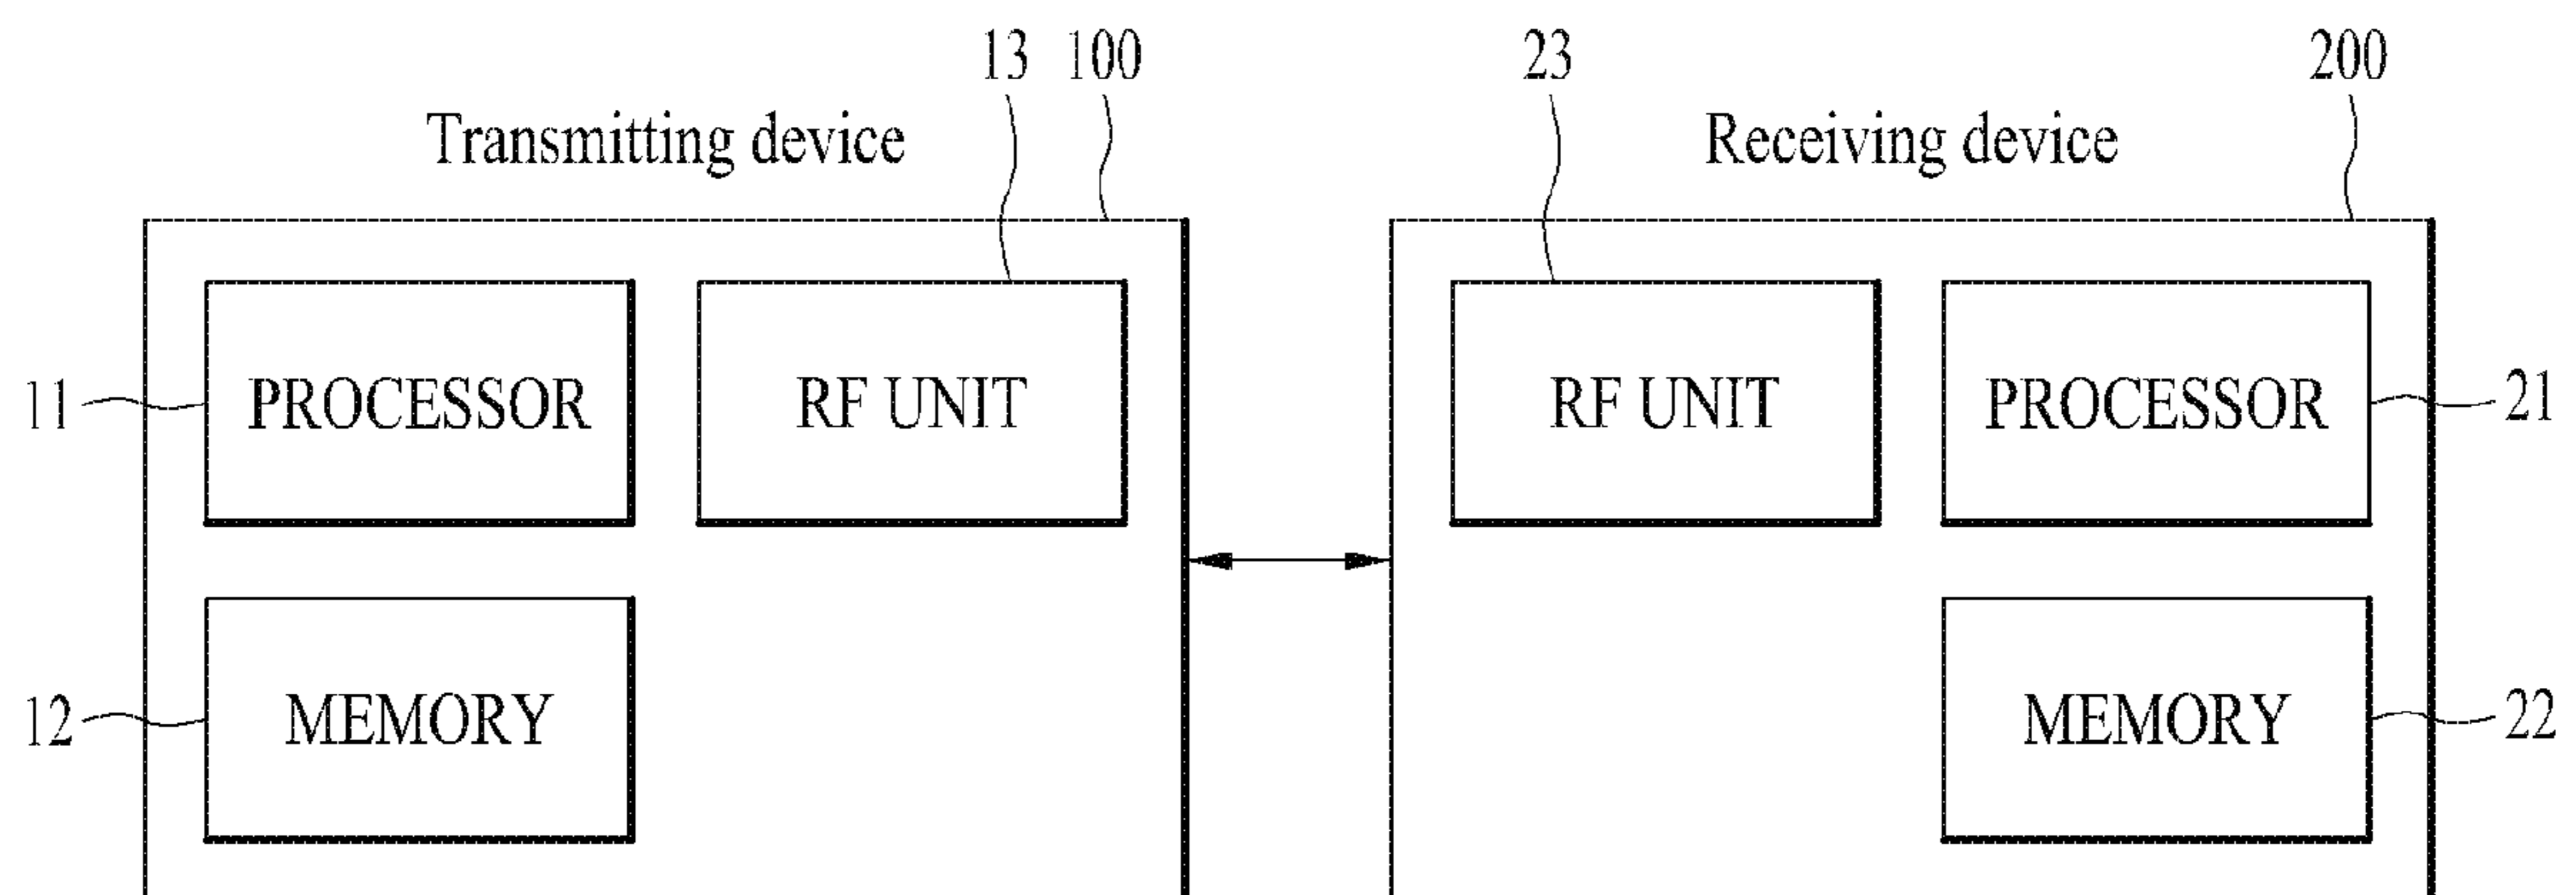 13 100 23 200
Transmitting device Receiving device
11 PROCESSOR RF UNIT RF UNIT PROCESSOR 21
12 MEMORY MEMORY 22